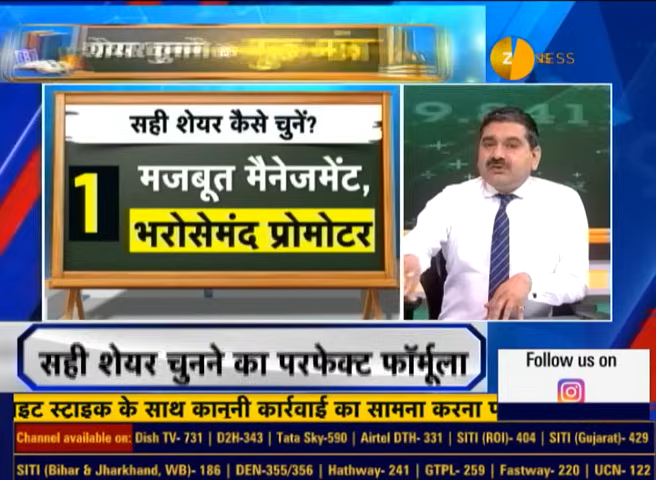 Z
NESS
सही शेयर कैसे चुनें?
1
मजबूत मैनेजमेंट,
भरोसेमंद प्रोमोटर
सही शेयर चुनने का परफेक्ट फॉर्मूला
Follow us on
इट स्टाइक के साथ कानूनी कार्रवाई का सामना करना प
Channel available on: Dish TV- 731 | D2H-343 | Tata Sky-590 | Airtel DTH- 331 | SITI (ROI)- 404 | SITI (Gujarat)- 429
SITI (Bihar & Jharkhand, WB)- 186 | DEN-355/356 | Hathway- 241 | GTPL- 259 | Fastway- 220 | UCN- 122